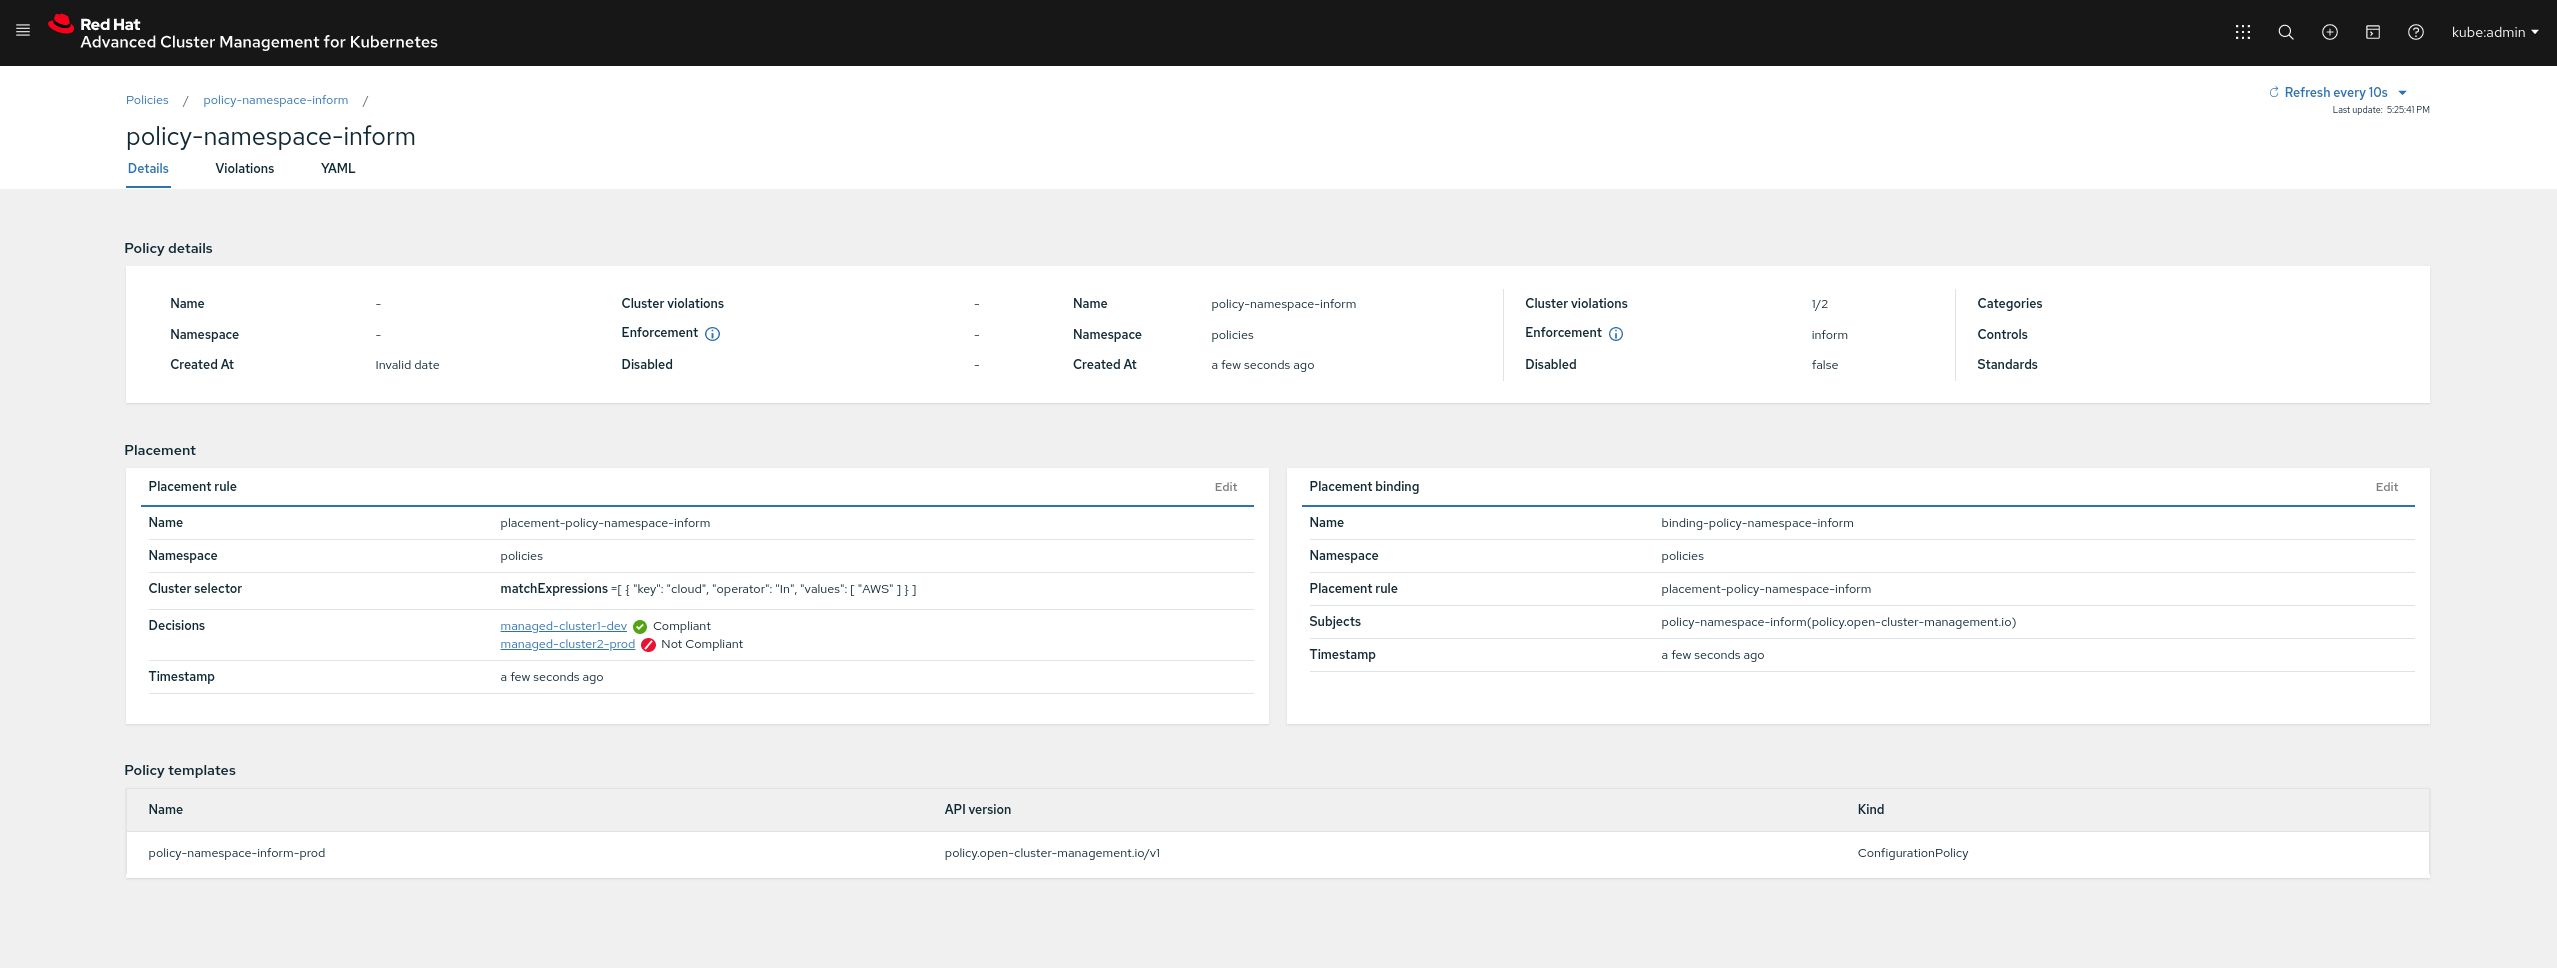 Red Hat
Advanced Cluster Management for Kubernetes
kube:admin
Policies / policy-namespace-inform /
Refresh every 10s
Last update: 5:25:41 PM
policy-namespace-inform
Details Violations YAML
Policy details
Name - Cluster violations - Name policy-namespace-inform Cluster violations 1/2 Categories
Namespace - Enforcement - Namespace policies Enforcement inform Controls
Created At Invalid date Disabled - Created At a few seconds ago Disabled false Standards
Placement
Placement rule Edit
Name placement-policy-namespace-inform
Namespace policies
Cluster selector matchExpressions =[ { "key": "cloud", "operator": "In", "values": [ "AWS" ] } ]
Decisions managed-cluster1-dev Compliant
managed-cluster2-prod Not Compliant
Timestamp a few seconds ago
Placement binding Edit
Name binding-policy-namespace-inform
Namespace policies
Placement rule placement-policy-namespace-inform
Subjects policy-namespace-inform(policy.open-cluster-management.io)
Timestamp a few seconds ago
Policy templates
Name API version Kind
policy-namespace-inform-prod policy.open-cluster-management.io/v1 ConfigurationPolicy